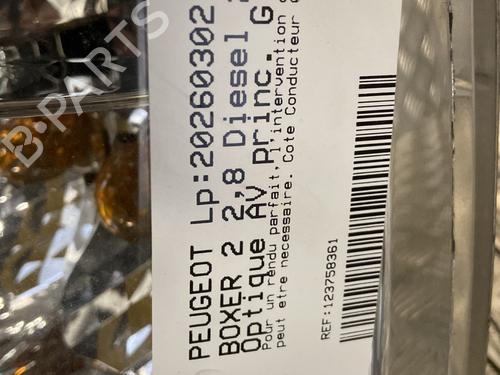 PEUGEOT Lp:20260302
BOXER 2 2,8 Diesel
Optique AV princ. G
Pour un rendu parfait, l'intervention
peut etre necessaire. Cote Conducteur
REF:123758361
B-PARTS